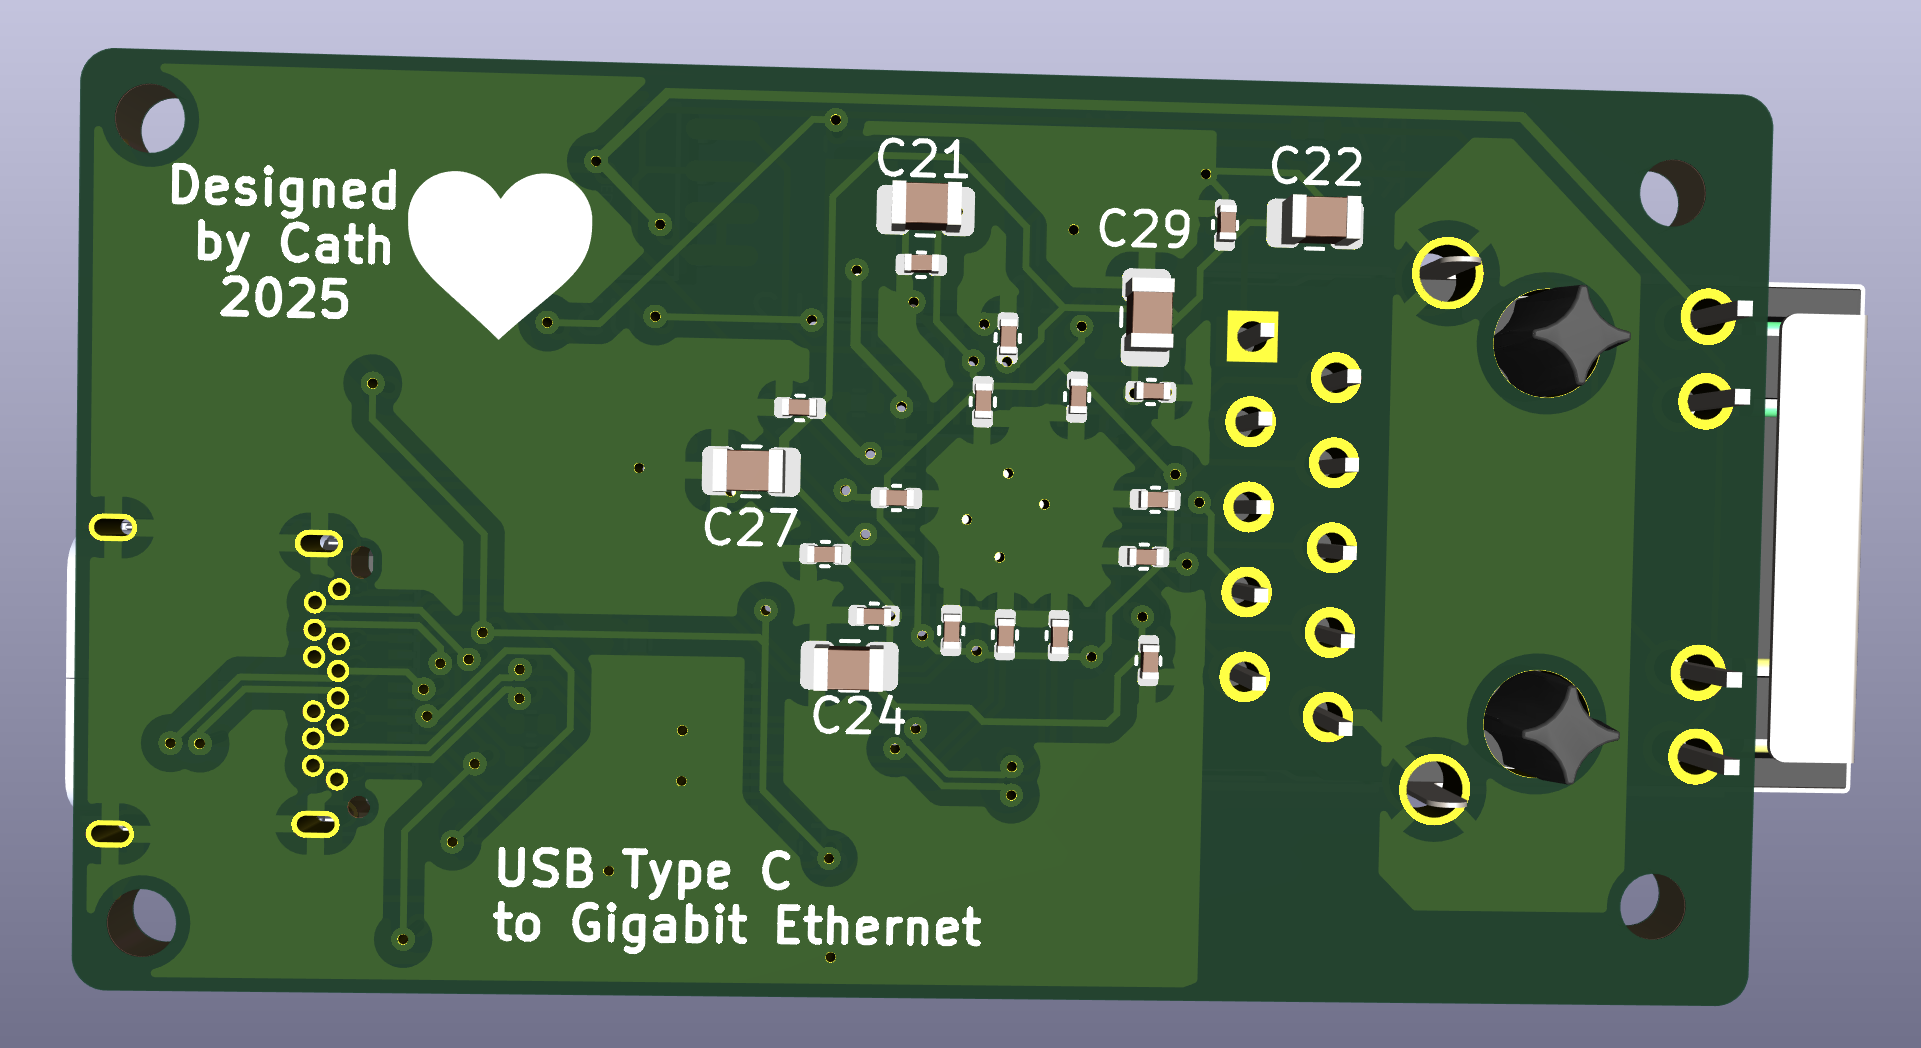 Designed
by Cath
2025
C21
C22
C29
C27
C24
USB Type C
to Gigabit Ethernet